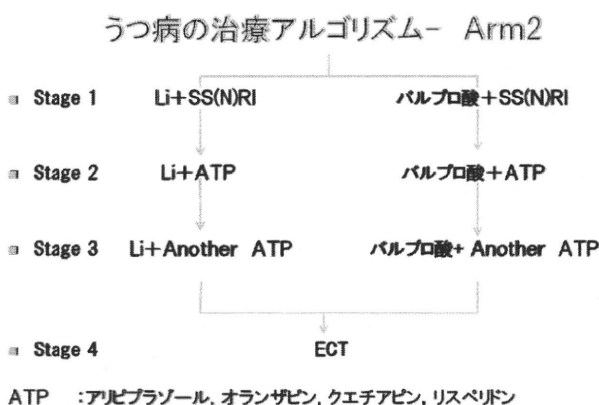 うつ病の治療アルゴリズム- Arm2
Stage 1 Li+SS(N)RI バルプロ酸+SS(N)RI
Stage 2 Li+ATP バルプロ酸+ATP
Stage 3 Li+Another ATP バルプロ酸+ Another ATP
Stage 4 ECT
ATP :アリピプラゾール, オランザピン, クエチアピン, リスペリドン